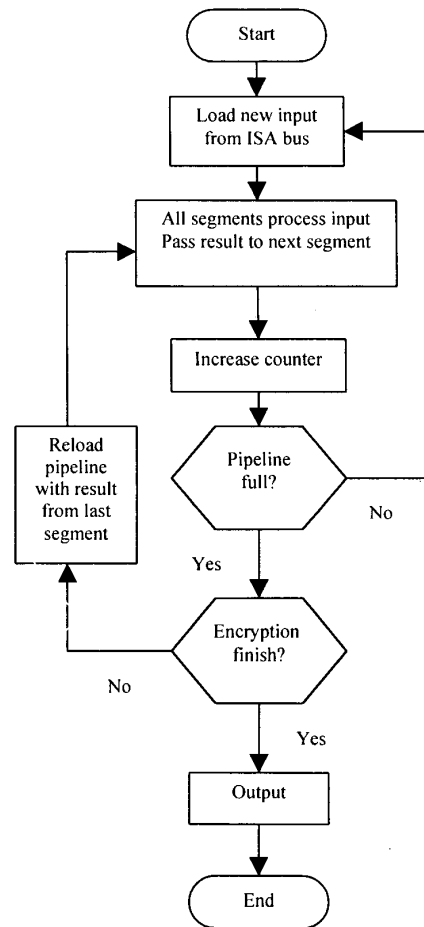 Start
Load new input
from ISA bus
All segments process input
Pass result to next segment
Increase counter
Reload
pipeline
with result
from last
segment
Pipeline
full?
No
Yes
Encryption
finish?
No
Yes
Output
End